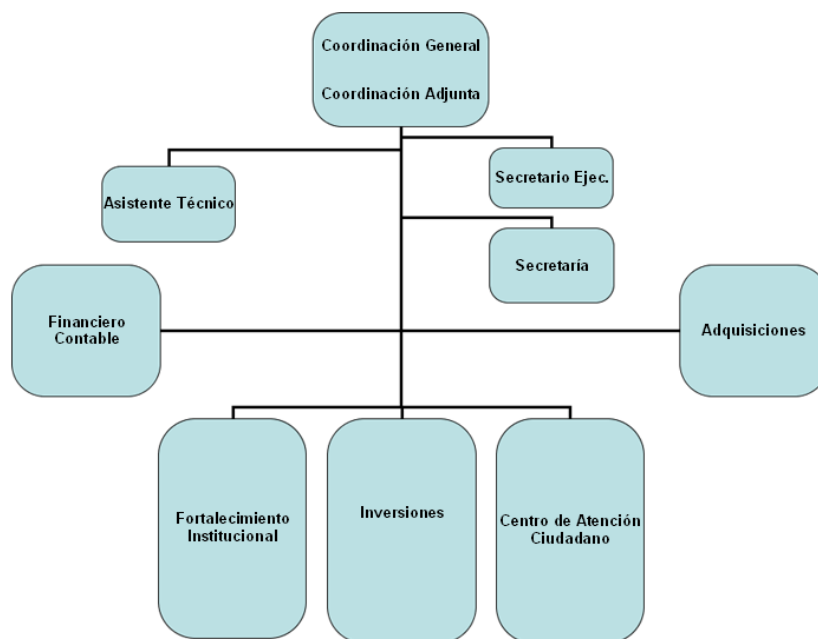 Coordinación General
Coordinación Adjunta
Asistente Técnico
Secretario Ejec.
Secretaría
Financiero
Contable
Adquisiciones
Fortalecimiento
Institucional
Inversiones
Centro de Atención
Ciudadano